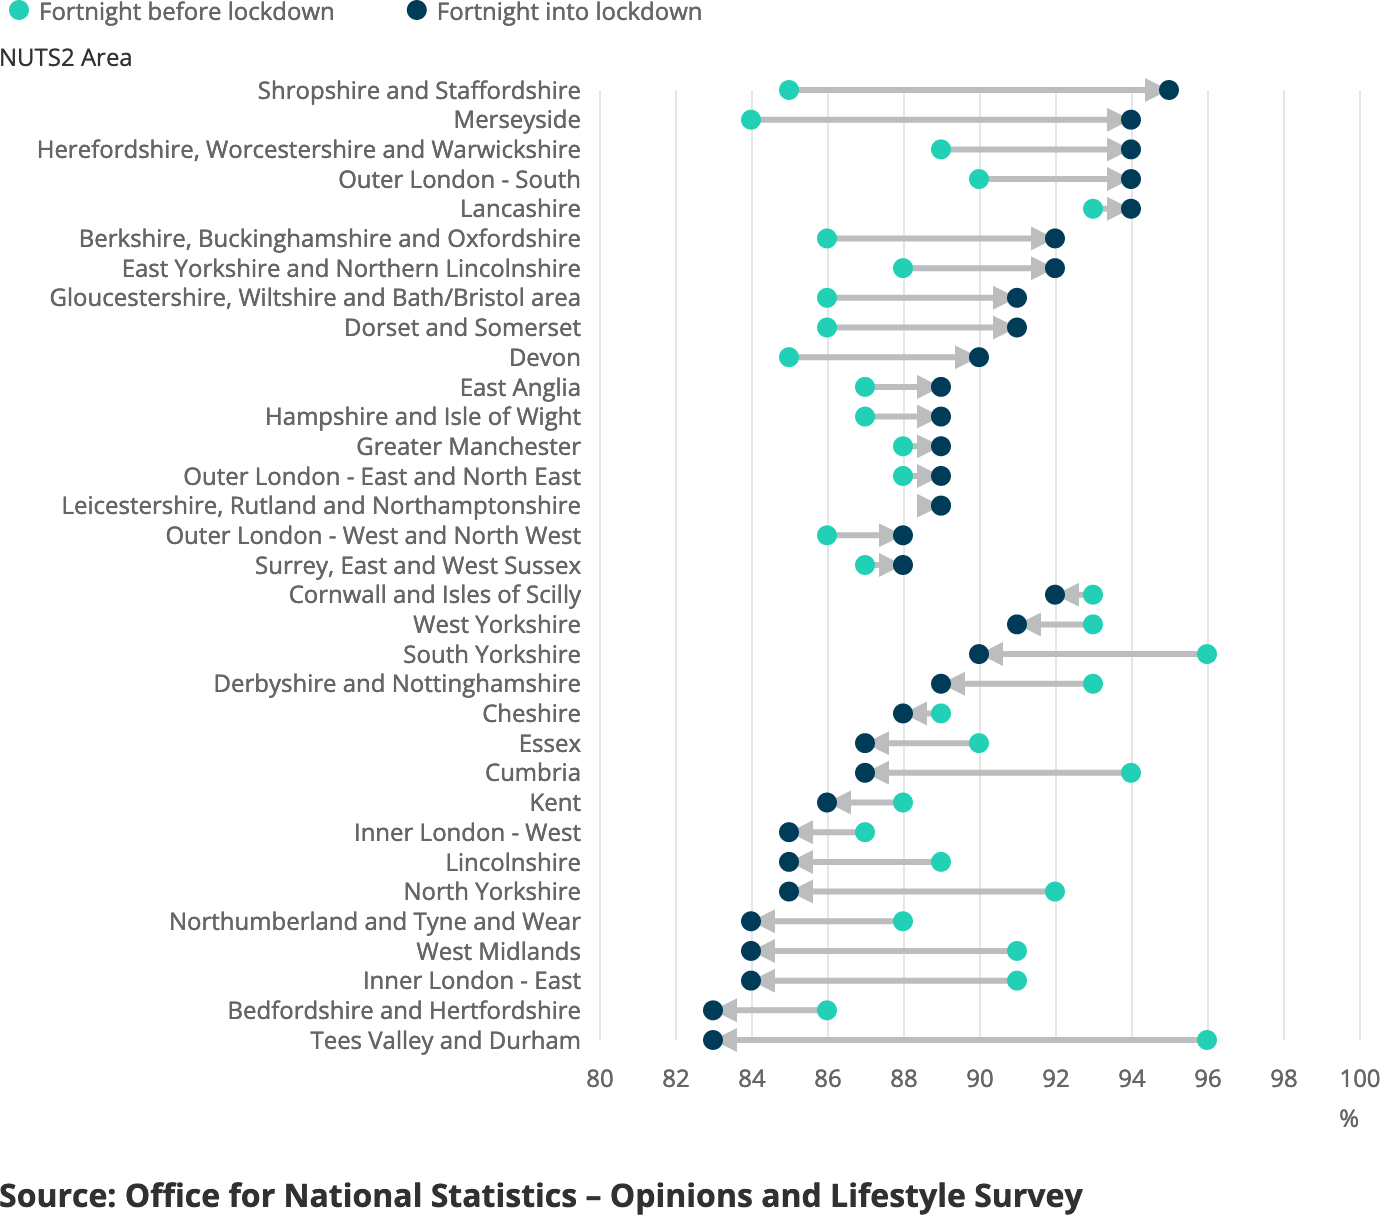 Fortnight before lockdown Fortnight into lockdown
NUTS2 Area
Shropshire and Staffordshire
Merseyside
Herefordshire, Worcestershire and Warwickshire
Outer London - South
Lancashire
Berkshire, Buckinghamshire and Oxfordshire
East Yorkshire and Northern Lincolnshire
Gloucestershire, Wiltshire and Bath/Bristol area
Dorset and Somerset
Devon
East Anglia
Hampshire and Isle of Wight
Greater Manchester
Outer London - East and North East
Leicestershire, Rutland and Northamptonshire
Outer London - West and North West
Surrey, East and West Sussex
Cornwall and Isles of Scilly
West Yorkshire
South Yorkshire
Derbyshire and Nottinghamshire
Cheshire
Essex
Cumbria
Kent
Inner London - West
Lincolnshire
North Yorkshire
Northumberland and Tyne and Wear
West Midlands
Inner London - East
Bedfordshire and Hertfordshire
Tees Valley and Durham
80 82 84 86 88 90 92 94 96 98 100
%
Source: Office for National Statistics – Opinions and Lifestyle Survey